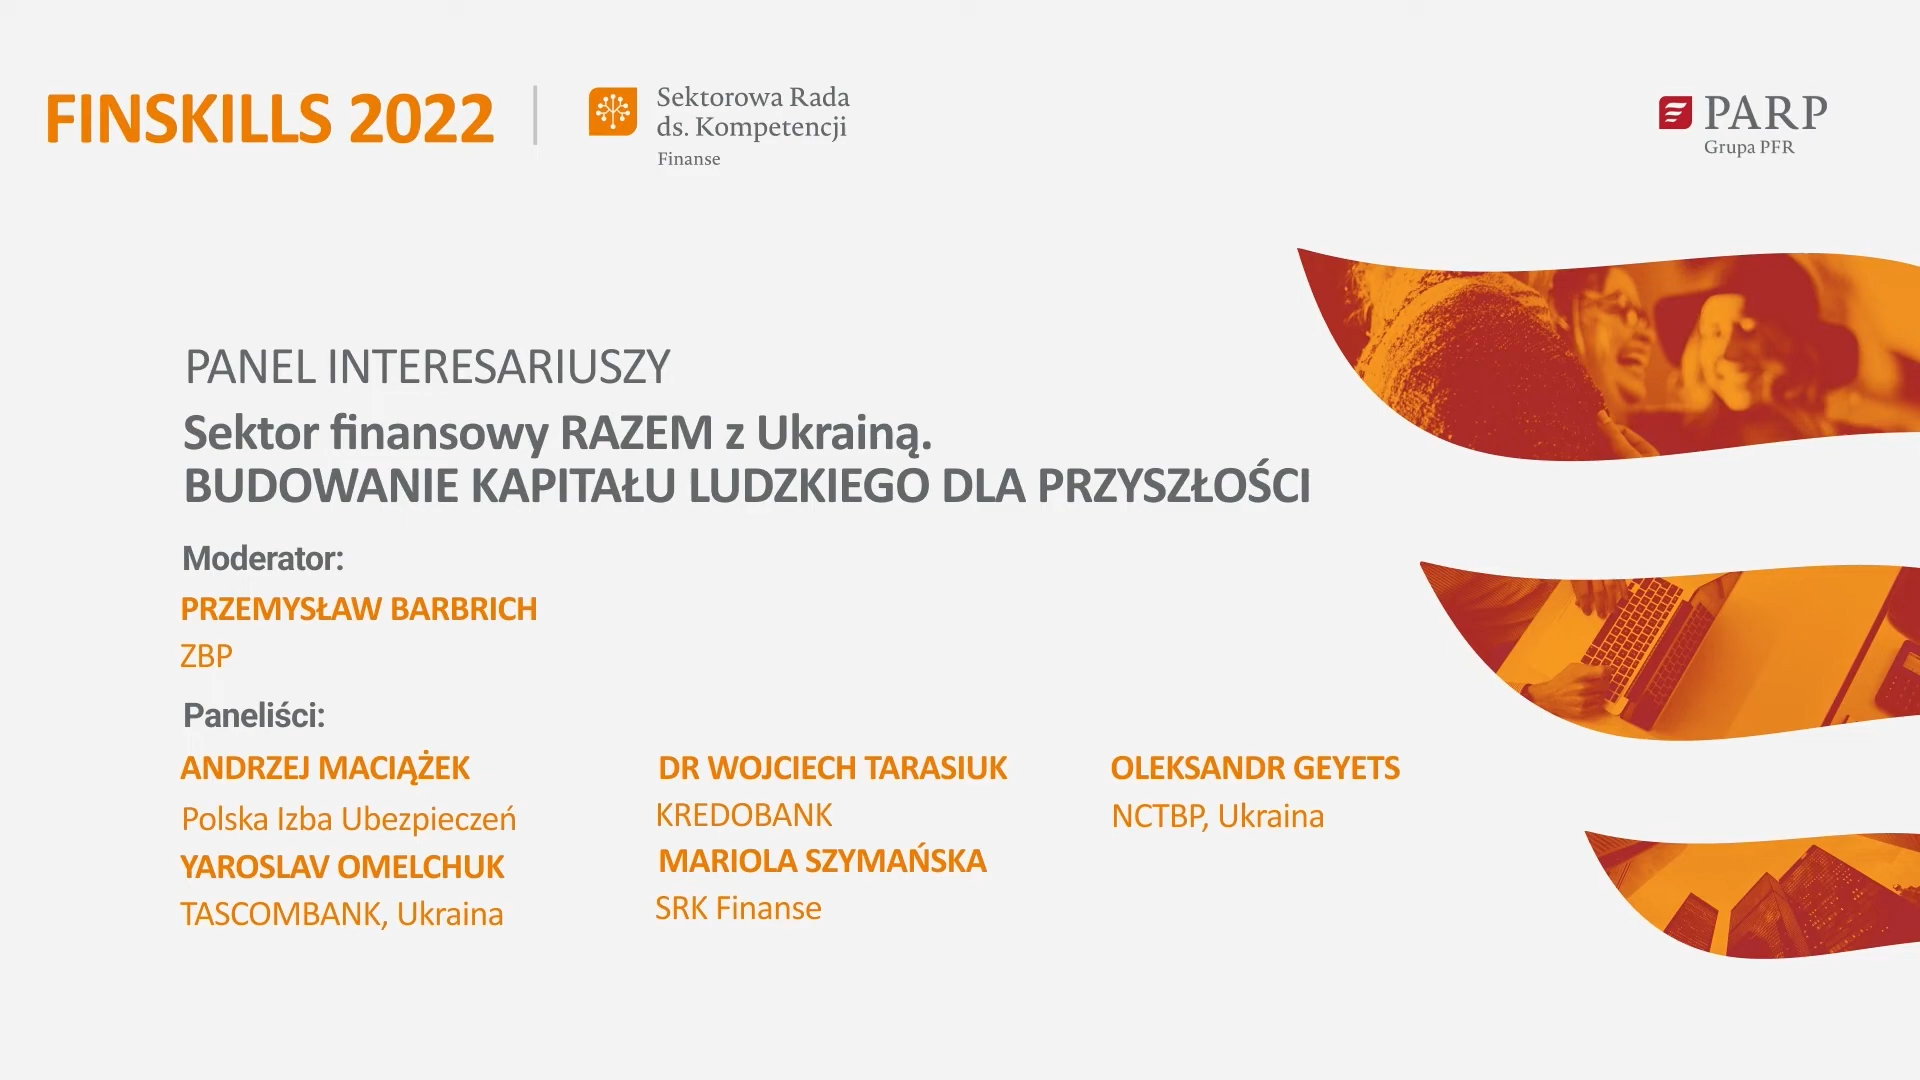 FINSKILLS 2022
Sektorowa Rada
ds. Kompetencji
Finanse
PARP
Grupa PFR
PANEL INTERESARIUSZY
Sektor finansowy RAZEM z Ukrainą.
BUDOWANIE KAPITAŁU LUDZKIEGO DLA PRZYSZŁOŚCI
Moderator:
PRZEMYSŁAW BARBRICH
ZBP
Paneliści:
ANDRZEJ MACIĄŻEK
Polska Izba Ubezpieczeń
YAROSLAV OMELCHUK
TASCOMBANK, Ukraina
DR WOJCIECH TARASIUK
KREDOBANK
MARIOLA SZYMAŃSKA
SRK Finanse
OLEKSANDR GEYETS
NCTBP, Ukraina